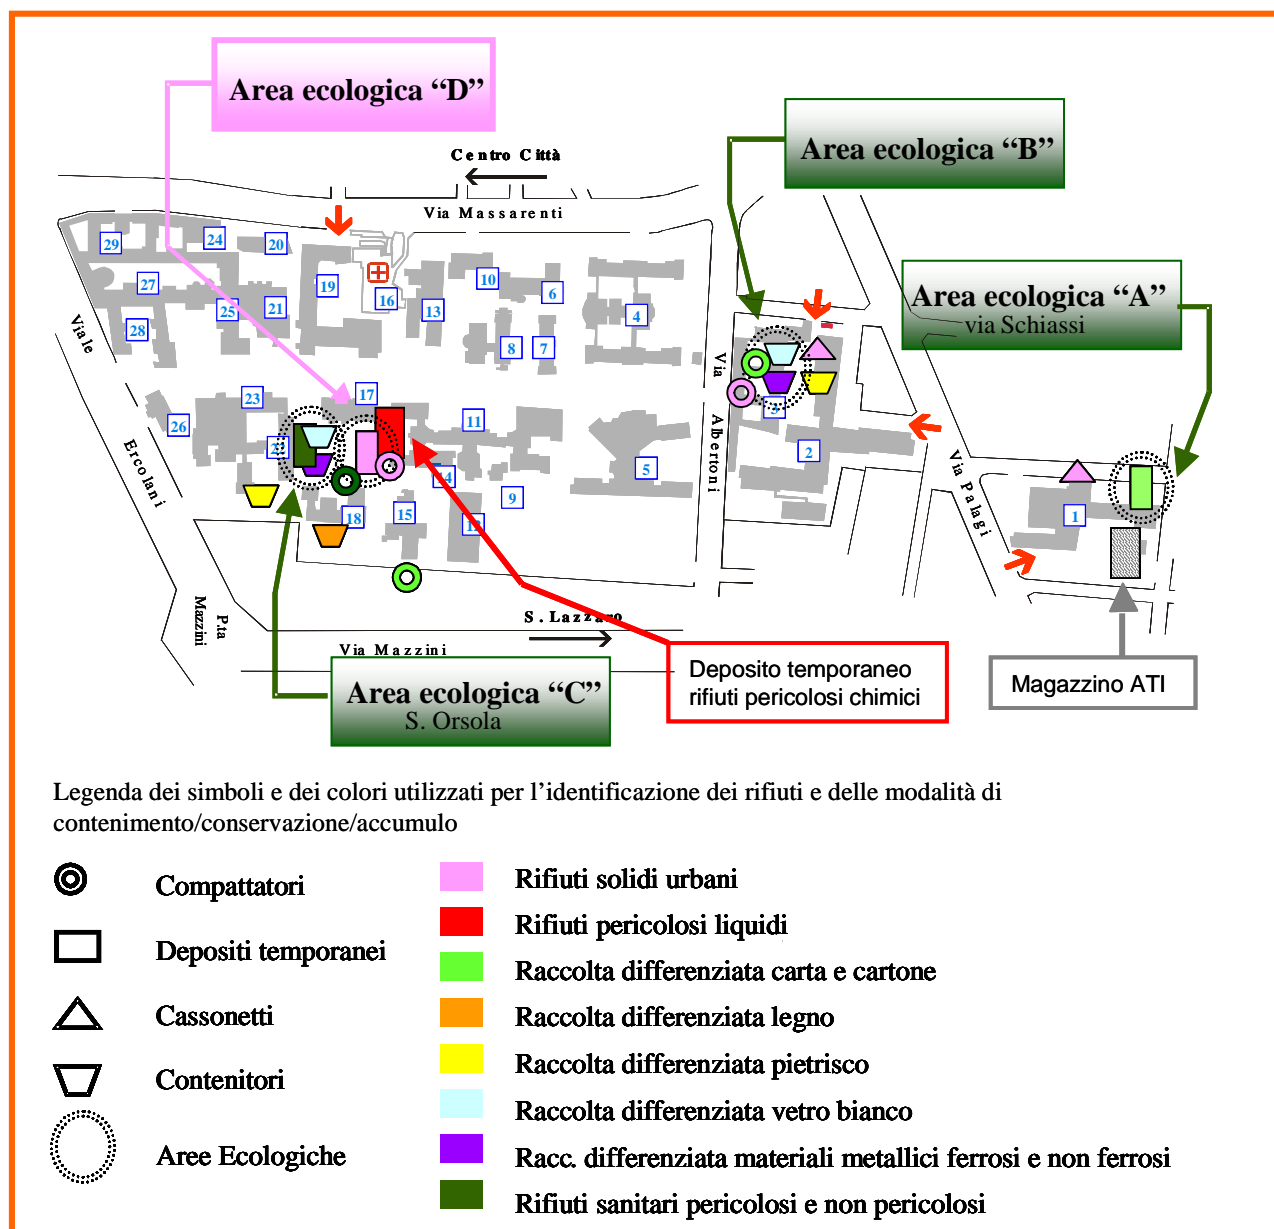 Area ecologica “D”
Area ecologica “B”
Centro Città
Via Massarenti
Area ecologica “A”
via Schiassi
29
24
20
27
19
16
10
6
25
21
13
4
28
8
7
Viale
Via
Albertoni
3
2
23
17
26
22
11
5
14
9
18
15
12
Ercolani
Via Palagi
1
P.ta
Mazzini
S. Lazzaro
Via Mazzini
Area ecologica “C”
S. Orsola
Deposito temporaneo
rifiuti pericolosi chimici
Magazzino ATI
Legenda dei simboli e dei colori utilizzati per l’identificazione dei rifiuti e delle modalità di
contenimento/conservazione/accumulo
Compattatori
Depositi temporanei
Cassonetti
Contenitori
Aree Ecologiche
Rifiuti solidi urbani
Rifiuti pericolosi liquidi
Raccolta differenziata carta e cartone
Raccolta differenziata legno
Raccolta differenziata pietrisco
Raccolta differenziata vetro bianco
Racc. differenziata materiali metallici ferrosi e non ferrosi
Rifiuti sanitari pericolosi e non pericolosi